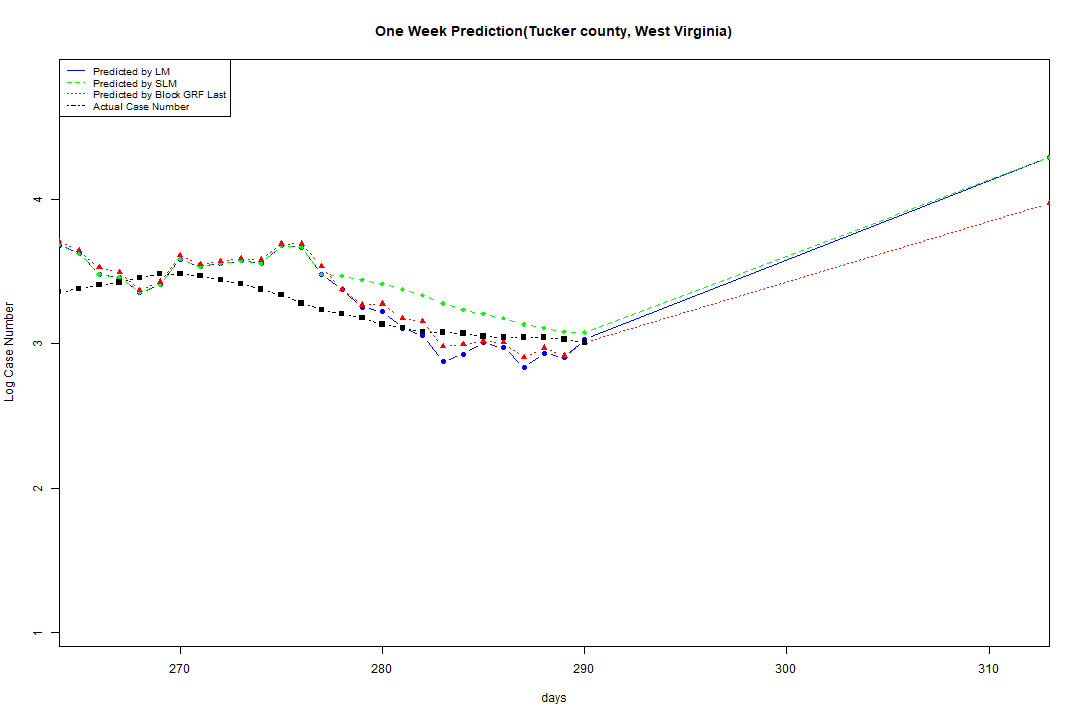 One Week Prediction(Tucker county, West Virginia)
Predicted by LM
Predicted by SLM
Predicted by Block GRF Last
Actual Case Number
4
3
2
1
Log Case Number
270 280 290 300 310
days